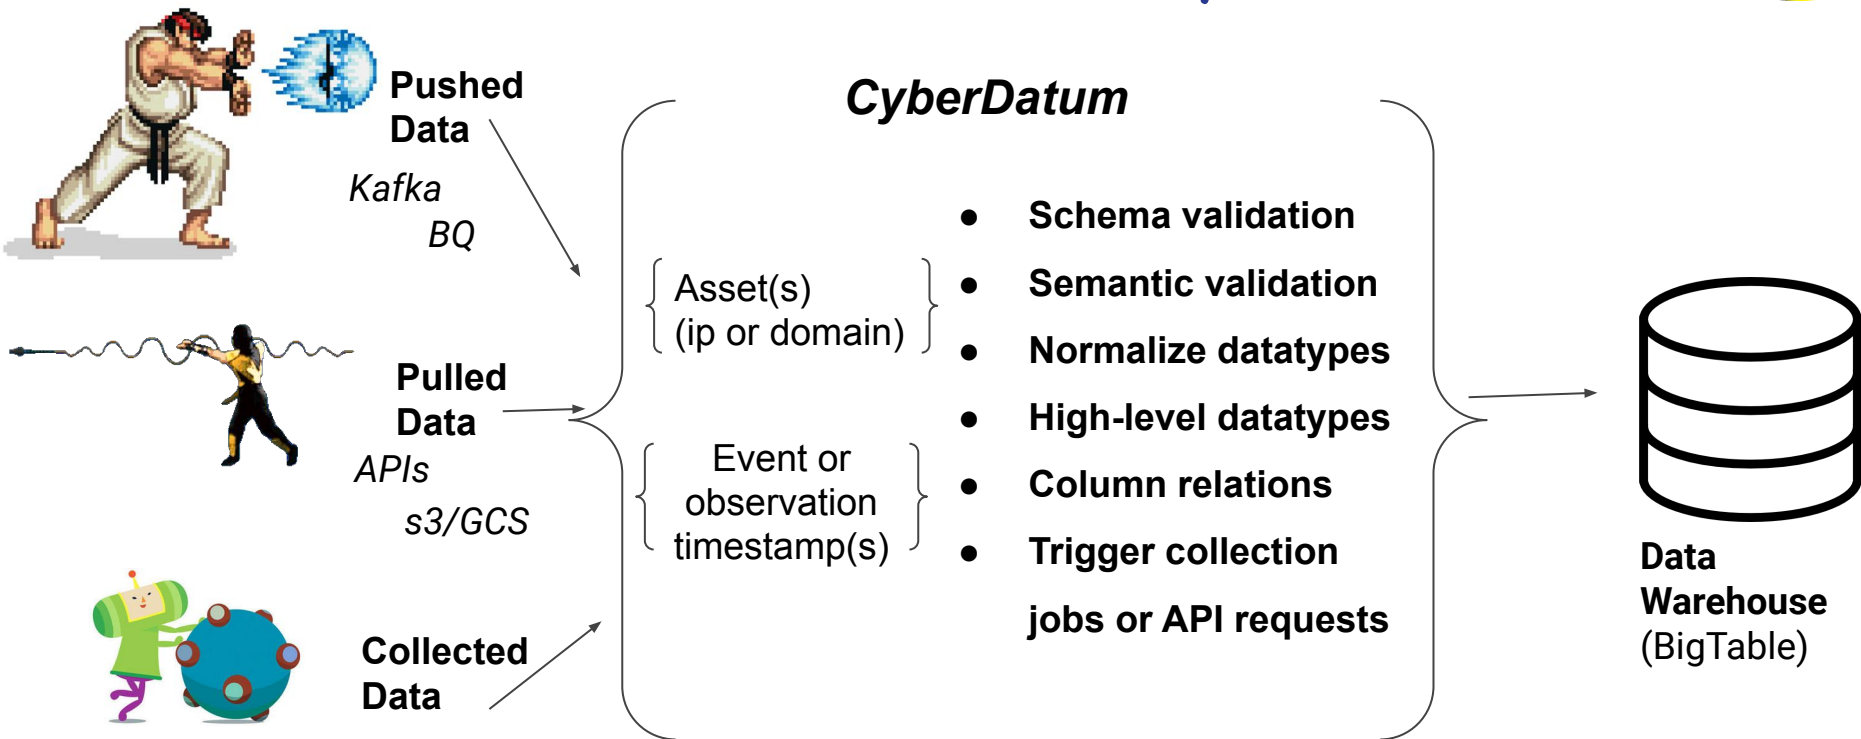 CyberDatum
Pushed
Data
Kafka
BQ
Pulled
Data
APIs
s3/GCS
Collected
Data
Asset(s)
(ip or domain)
Event or
observation
timestamp(s)
● Schema validation
● Semantic validation
● Normalize datatypes
● High-level datatypes
● Column relations
● Trigger collection
jobs or API requests
Data
Warehouse
(BigTable)